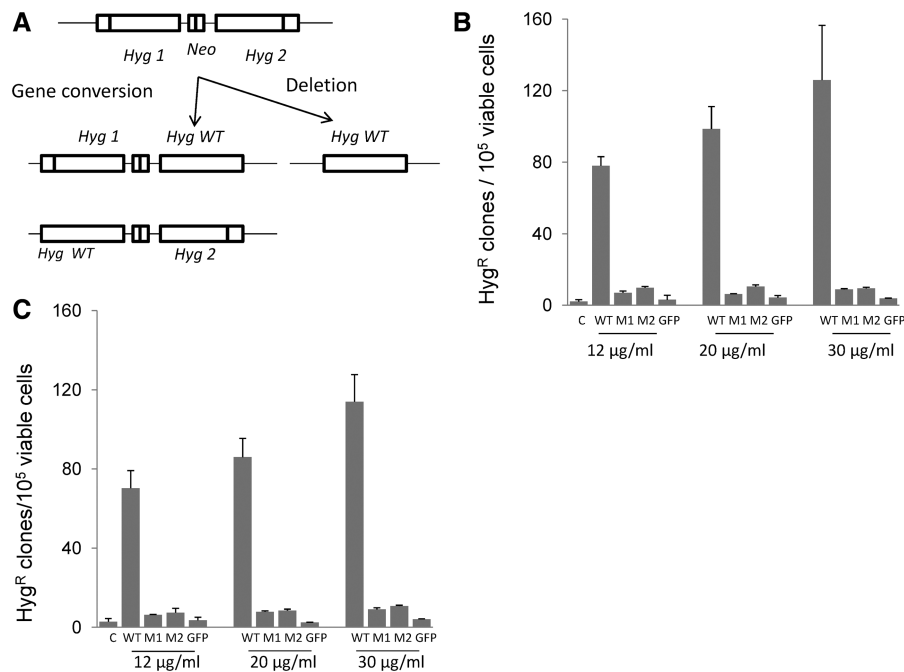 A
Hyg 1
Neo
Hyg 2
Gene conversion
Deletion
Hyg 1
Hyg WT
Hyg WT
Hyg WT
Hyg 2
B
Hygᴿ clones / 10⁵ viable cells
160
120
80
40
0
C WT M1 M2 GFP WT M1 M2 GFP WT M1 M2 GFP
12 µg/ml 20 µg/ml 30 µg/ml
C
Hygᴿ clones/10⁵ viable cells
160
120
80
40
0
C WT M1 M2 GFP WT M1 M2 GFP WT M1 M2 GFP
12 µg/ml 20 µg/ml 30 µg/ml